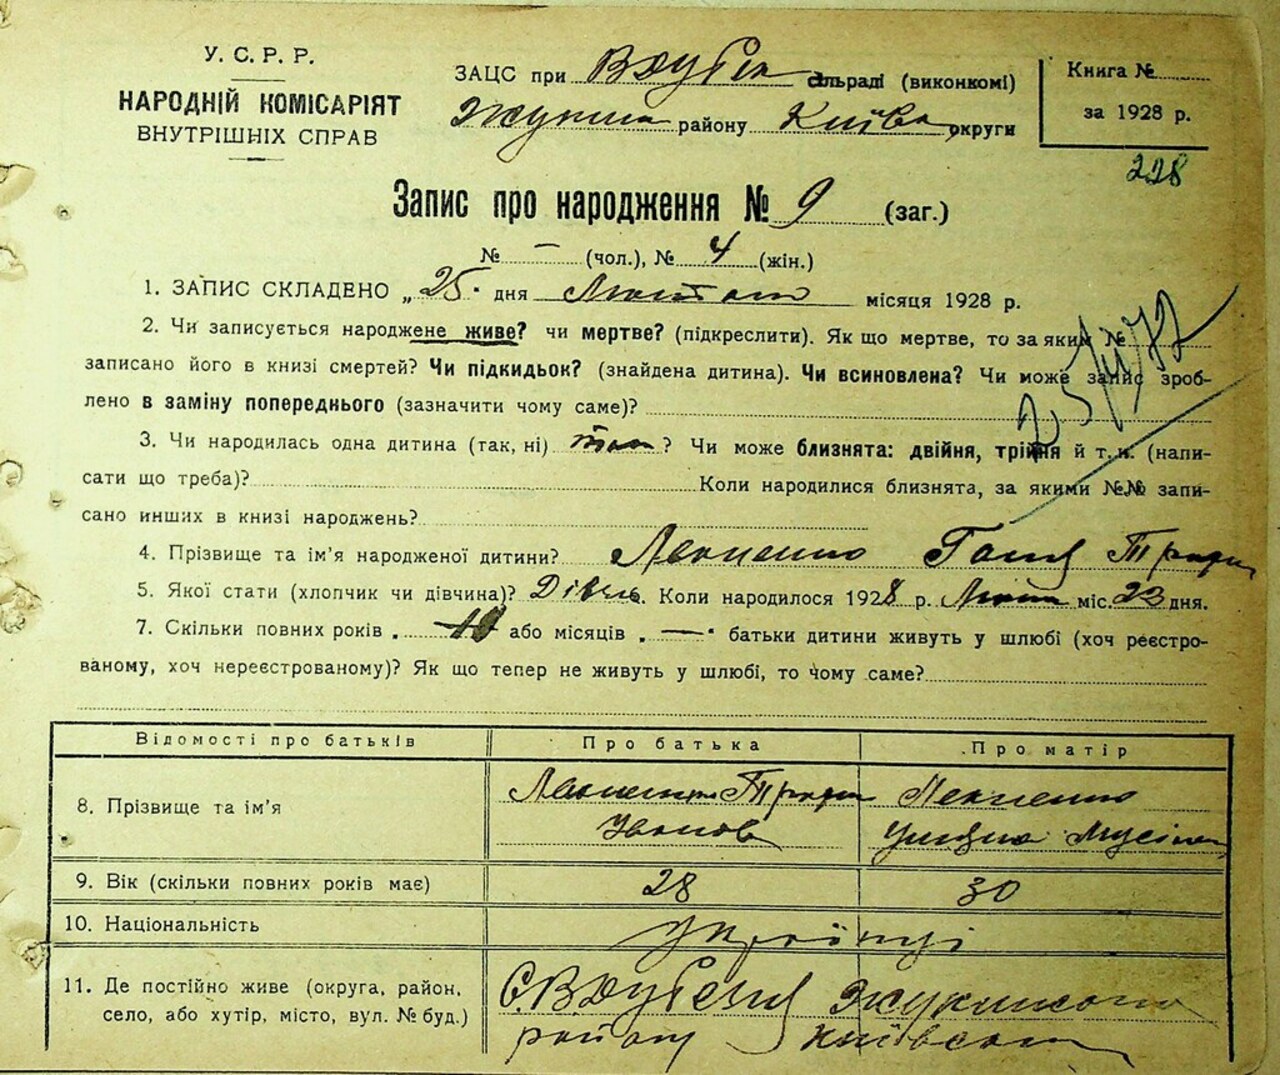 У. С. Р. Р.
НАРОДНІЙ КОМІСАРІЯТ
ВНУТРІШНІХ СПРАВ
ЗАЦС при сільраді (виконкомі)
району Київ округи
Книга №
за 1928 р.
228
Запис про народження № 9 (заг.)
№ — (чол.), № 4 (жін.)
1. ЗАПИС СКЛАДЕНО „25" дня Лютого місяця 1928 р.
2. Чи записується народжене живе? чи мертве? (підкреслити). Як що мертве, то за яким №
записано його в книзі смертей? Чи підкидьок? (знайдена дитина). Чи всиновлена? Чи може запис зроб-
лено в заміну попереднього (зазначити чому саме)?
3. Чи народилась одна дитина (так, ні) так? Чи може близнята: двійня, трійня й т. и. (напи-
сати що треба)? Коли народилися близнята, за якими №№ запи-
сано инших в книзі народжень?
4. Прізвище та ім'я народженої дитини? Галя
5. Якої стати (хлопчик чи дівчина)? Дівч. Коли народилося 1928 р. Лютого міс. 23 дня.
7. Скільки повних років „10 або місяців „—" батьки дитини живуть у шлюбі (хоч реєстро-
ваному, хоч нереєстрованому)? Як що тепер не живуть у шлюбі, то чому саме?
Відомості про батьків Про батька Про матір
8. Прізвище та ім'я
Іванов
9. Вік (скільки повних років має) 28 30
10. Національність Українці
11. Де постійно живе (округа, район,
село, або хутір, місто, вул. № буд.)
району Київської